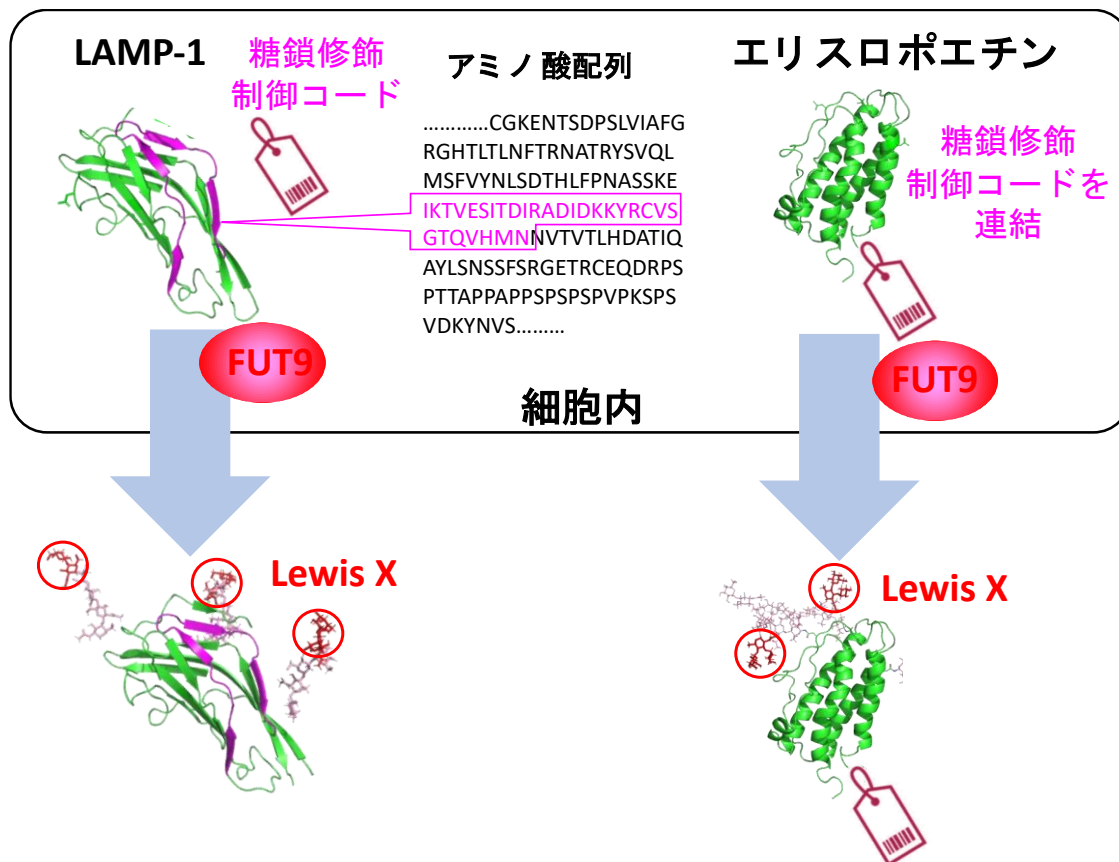 LAMP-1
糖鎖修飾
制御コード
アミノ酸配列
…………CGKENTSDPSLVIAFG
RGHTLTLNFTRNATRYSVQL
MSFVYNLSDTHLFPNASSKE
IKTVESITDIRADIDKKYRCVS
GTQVHMNNVTVTLHDATIQ
AYLSNSSFSRGETRCEQDRPS
PTTAPPAPPSPSPSPVPKSPS
VDKYNVS………
エリスロポエチン
糖鎖修飾
制御コードを
連結
FUT9
FUT9
細胞内
Lewis X
Lewis X